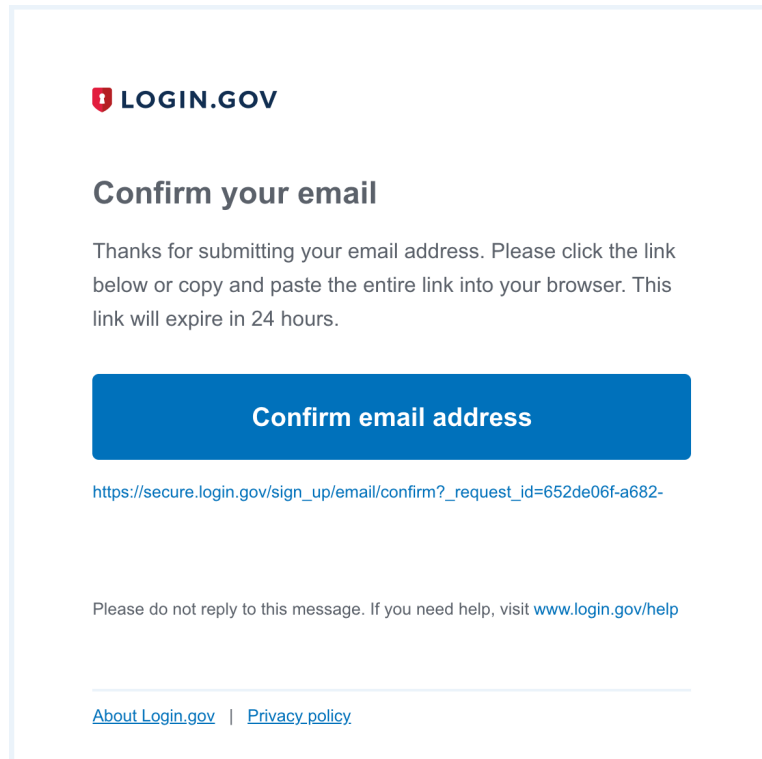 LOGIN.GOV
Confirm your email
Thanks for submitting your email address. Please click the link
below or copy and paste the entire link into your browser. This
link will expire in 24 hours.
Confirm email address
https://secure.login.gov/sign_up/email/confirm?_request_id=652de06f-a682-
Please do not reply to this message. If you need help, visit www.login.gov/help
About Login.gov | Privacy policy